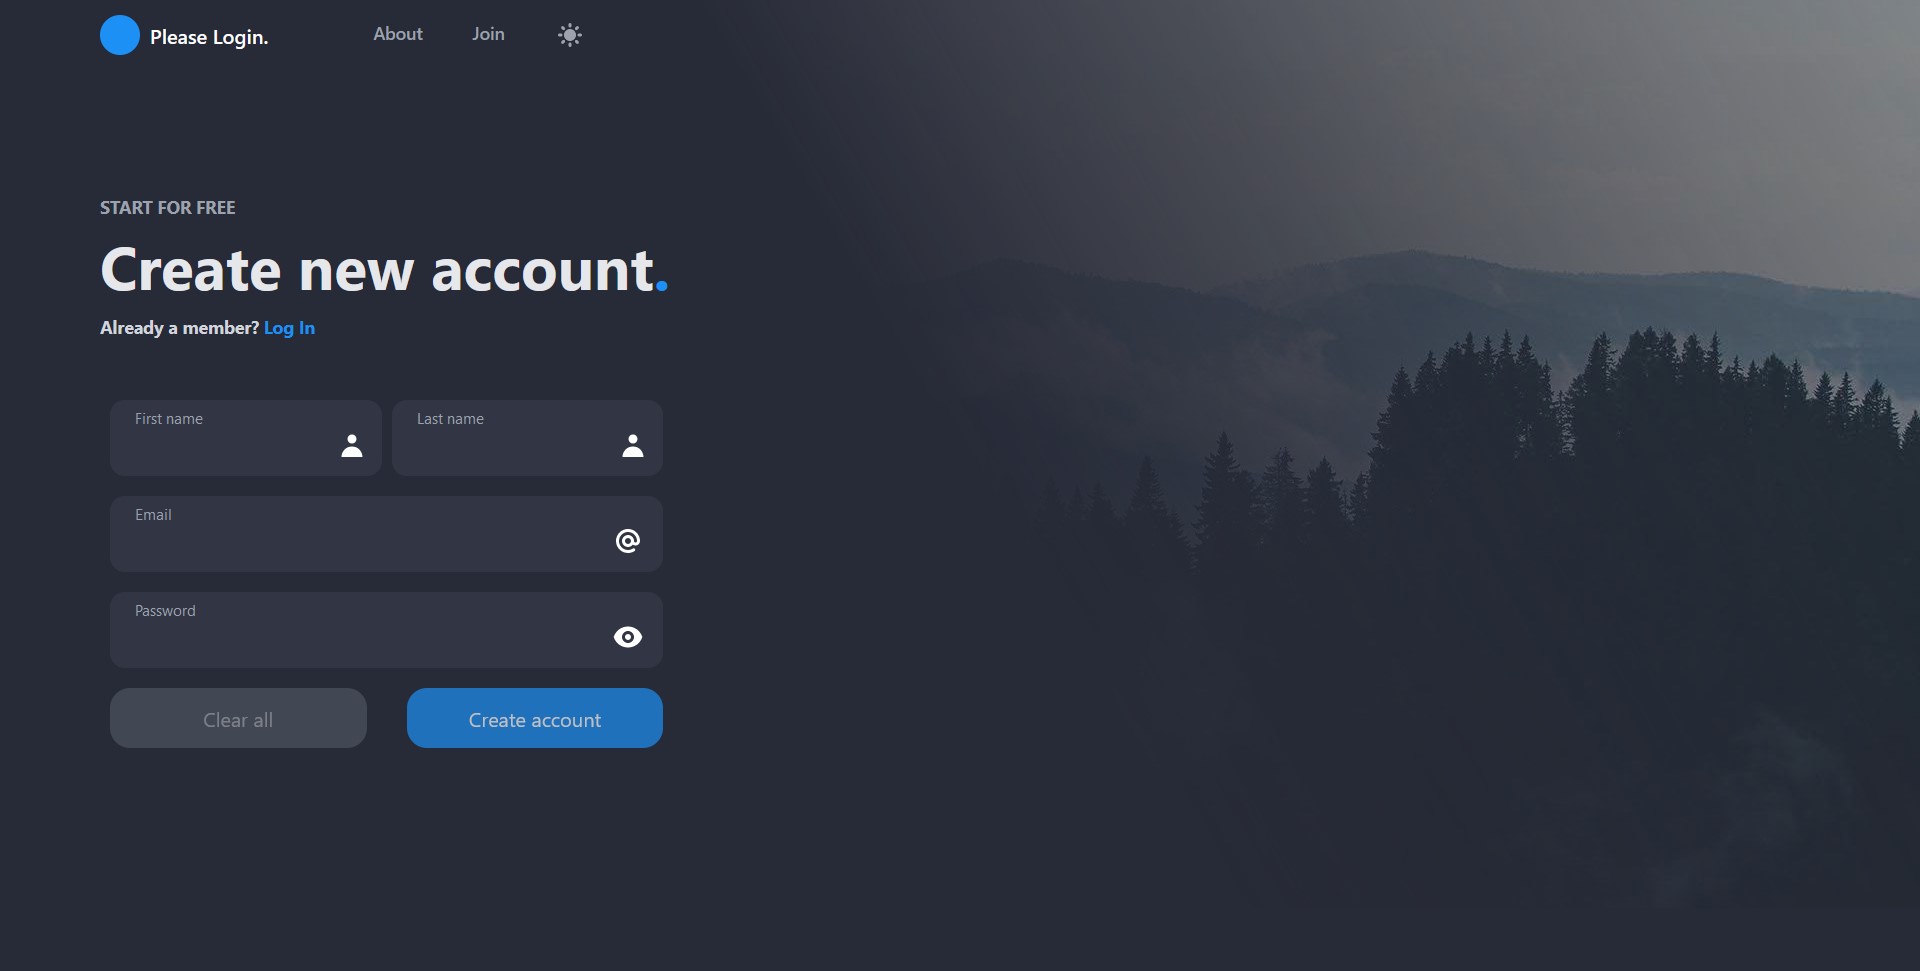 Please Login. About Join
START FOR FREE
Create new account.
Already a member? Log In
First name Last name
Email
Password
Clear all Create account